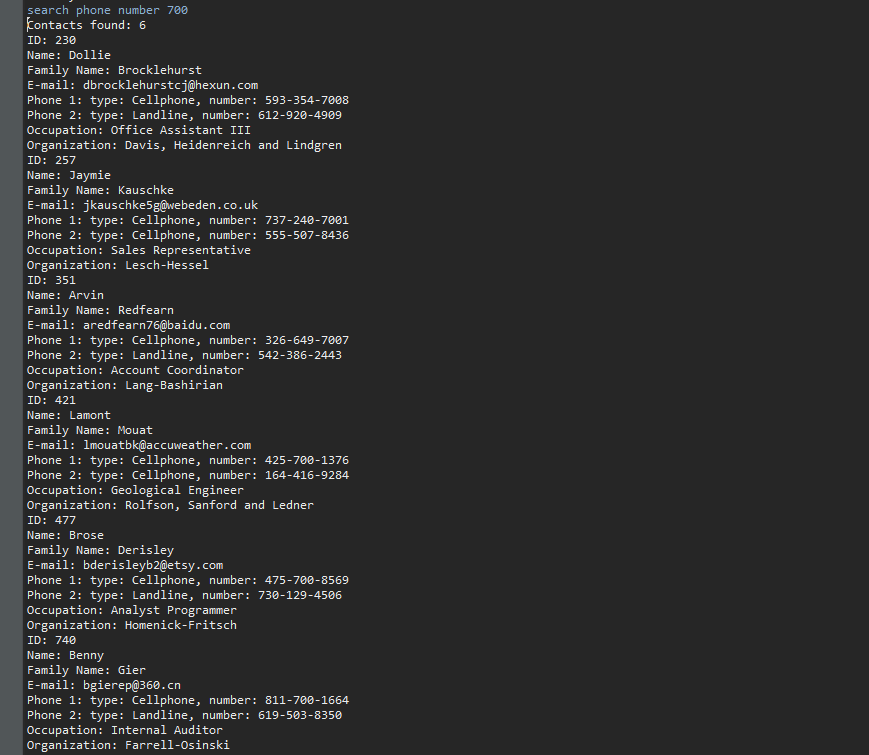 search phone number 700
Contacts found: 6
ID: 230
Name: Dollie
Family Name: Brocklehurst
E-mail: dbrocklehurstcj@hexun.com
Phone 1: type: Cellphone, number: 593-354-7008
Phone 2: type: Landline, number: 612-920-4909
Occupation: Office Assistant III
Organization: Davis, Heidenreich and Lindgren
ID: 257
Name: Jaymie
Family Name: Kauschke
E-mail: jkauschke5g@webeden.co.uk
Phone 1: type: Cellphone, number: 737-240-7001
Phone 2: type: Cellphone, number: 555-507-8436
Occupation: Sales Representative
Organization: Lesch-Hessel
ID: 351
Name: Arvin
Family Name: Redfearn
E-mail: aredfearn76@baidu.com
Phone 1: type: Cellphone, number: 326-649-7007
Phone 2: type: Landline, number: 542-386-2443
Occupation: Account Coordinator
Organization: Lang-Bashirian
ID: 421
Name: Lamont
Family Name: Mouat
E-mail: lmouatbk@accuweather.com
Phone 1: type: Cellphone, number: 425-700-1376
Phone 2: type: Cellphone, number: 164-416-9284
Occupation: Geological Engineer
Organization: Rolfson, Sanford and Ledner
ID: 477
Name: Brose
Family Name: Derisley
E-mail: bderisleyb2@etsy.com
Phone 1: type: Cellphone, number: 475-700-8569
Phone 2: type: Landline, number: 730-129-4506
Occupation: Analyst Programmer
Organization: Homenick-Fritsch
ID: 740
Name: Benny
Family Name: Gier
E-mail: bgierep@360.cn
Phone 1: type: Cellphone, number: 811-700-1664
Phone 2: type: Landline, number: 619-503-8350
Occupation: Internal Auditor
Organization: Farrell-Osinski